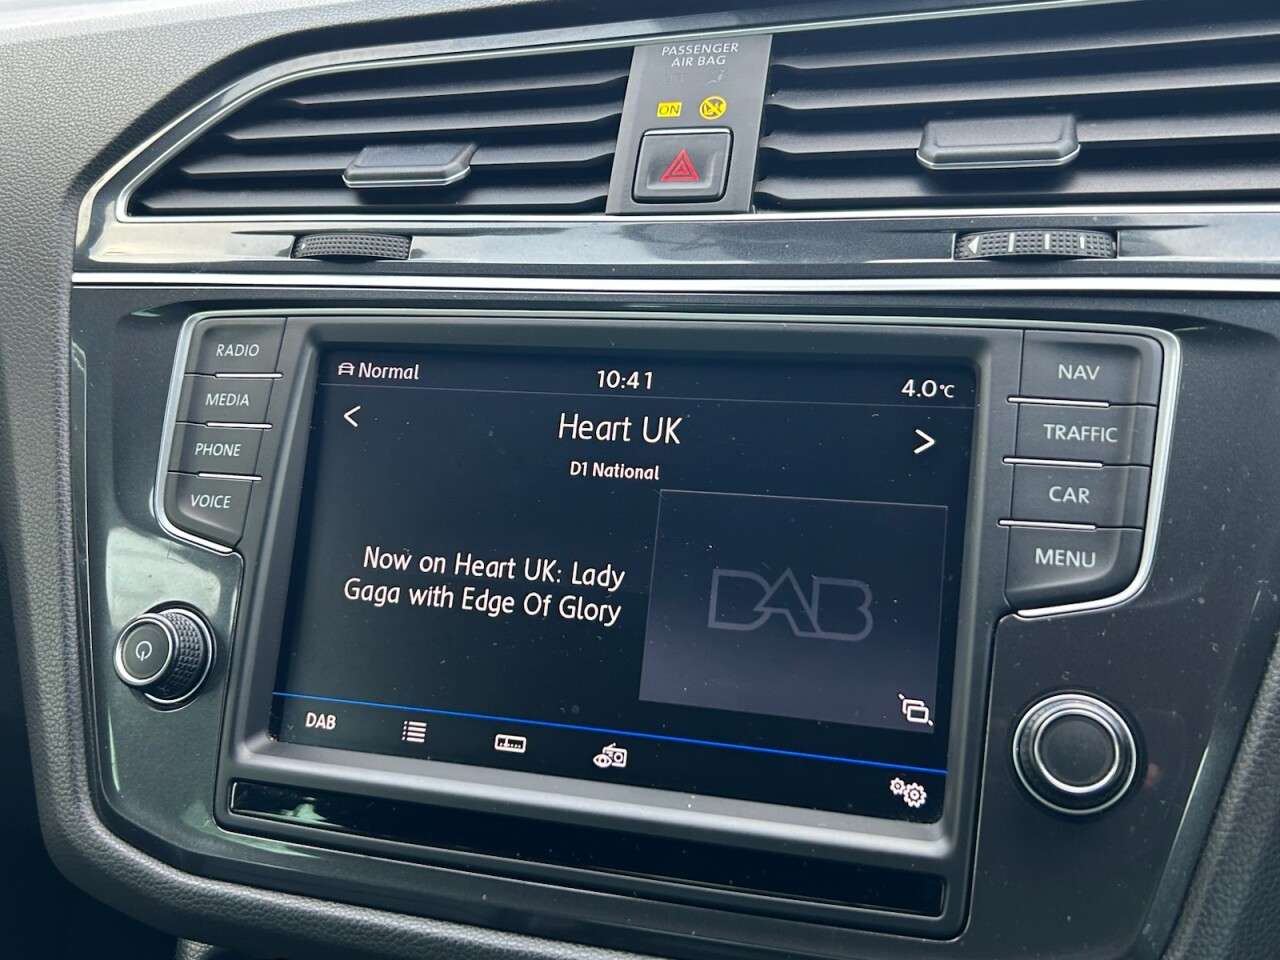 PASSENGER
AIR BAG
ON
RADIO
MEDIA
PHONE
VOICE
Normal
10:41
4.0°C
Heart UK
D1 National
Now on Heart UK: Lady
Gaga with Edge Of Glory
DAB
DAB
NAV
TRAFFIC
CAR
MENU